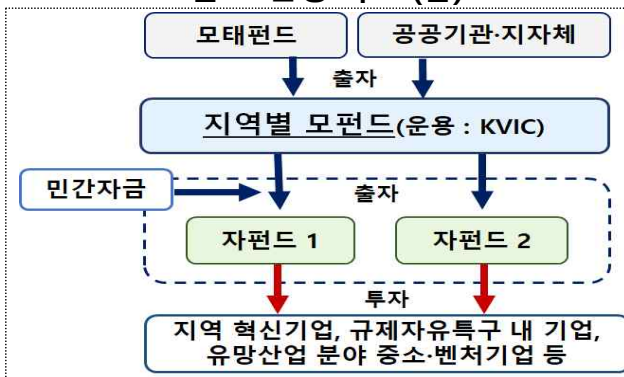 모태펀드
공공기관·지자체
출자
지역별 모펀드(운용 : KVIC)
민간자금
출자
자펀드 1
자펀드 2
투자
지역 혁신기업, 규제자유특구 내 기업,
유망산업 분야 중소·벤처기업 등